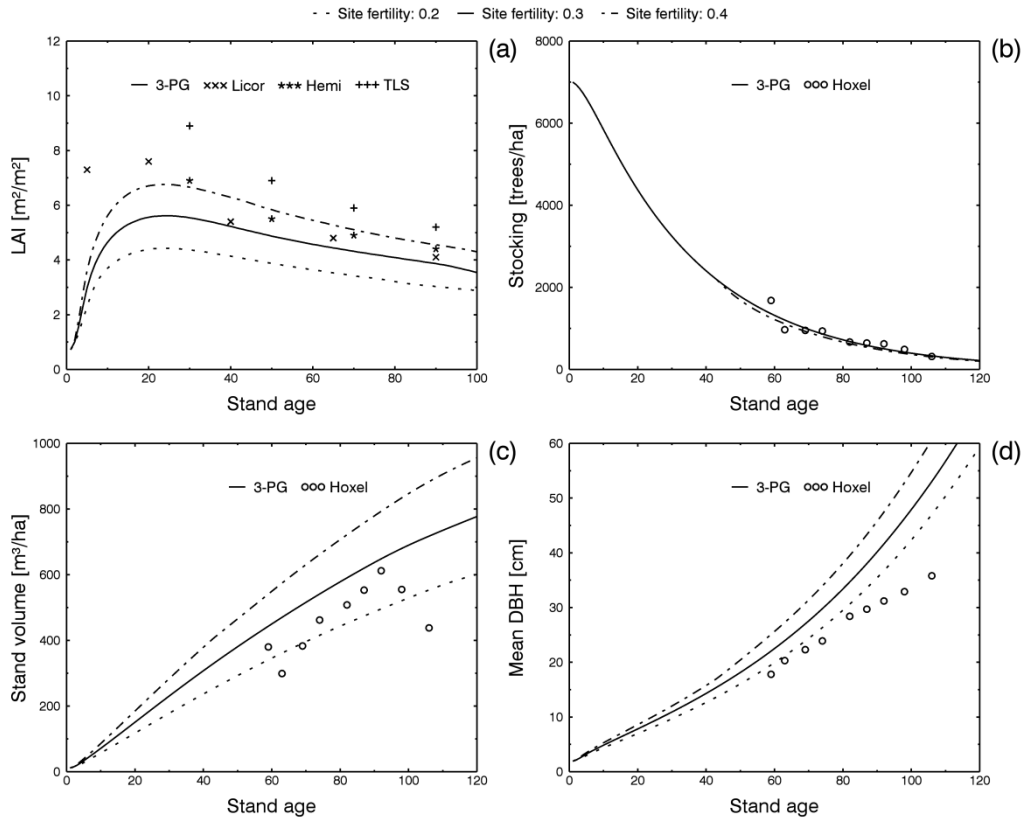 Site fertility: 0.2 Site fertility: 0.3 Site fertility: 0.4
(a)
3-PG ××× Licor *** Hemi +++ TLS
LAI [m²/m²]
12
10
8
6
4
2
0
0 20 40 60 80 100
Stand age
(b)
3-PG ooo Hoxel
Stocking [trees/ha]
8000
6000
4000
2000
0
0 20 40 60 80 100 120
Stand age
(c)
3-PG ooo Hoxel
Stand volume [m³/ha]
1000
800
600
400
200
0
0 20 40 60 80 100 120
Stand age
(d)
3-PG ooo Hoxel
Mean DBH [cm]
60
50
40
30
20
10
0
0 20 40 60 80 100 120
Stand age